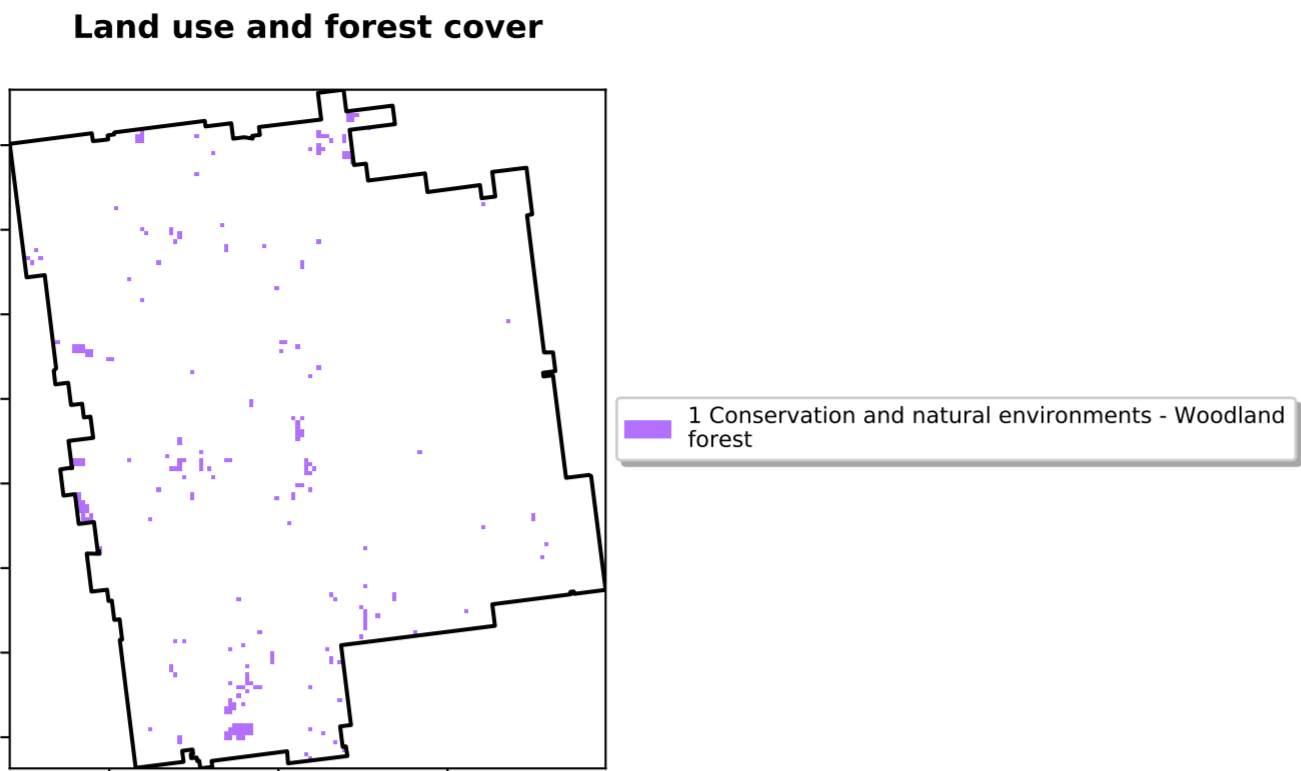 Land use and forest cover
1 Conservation and natural environments - Woodland
forest